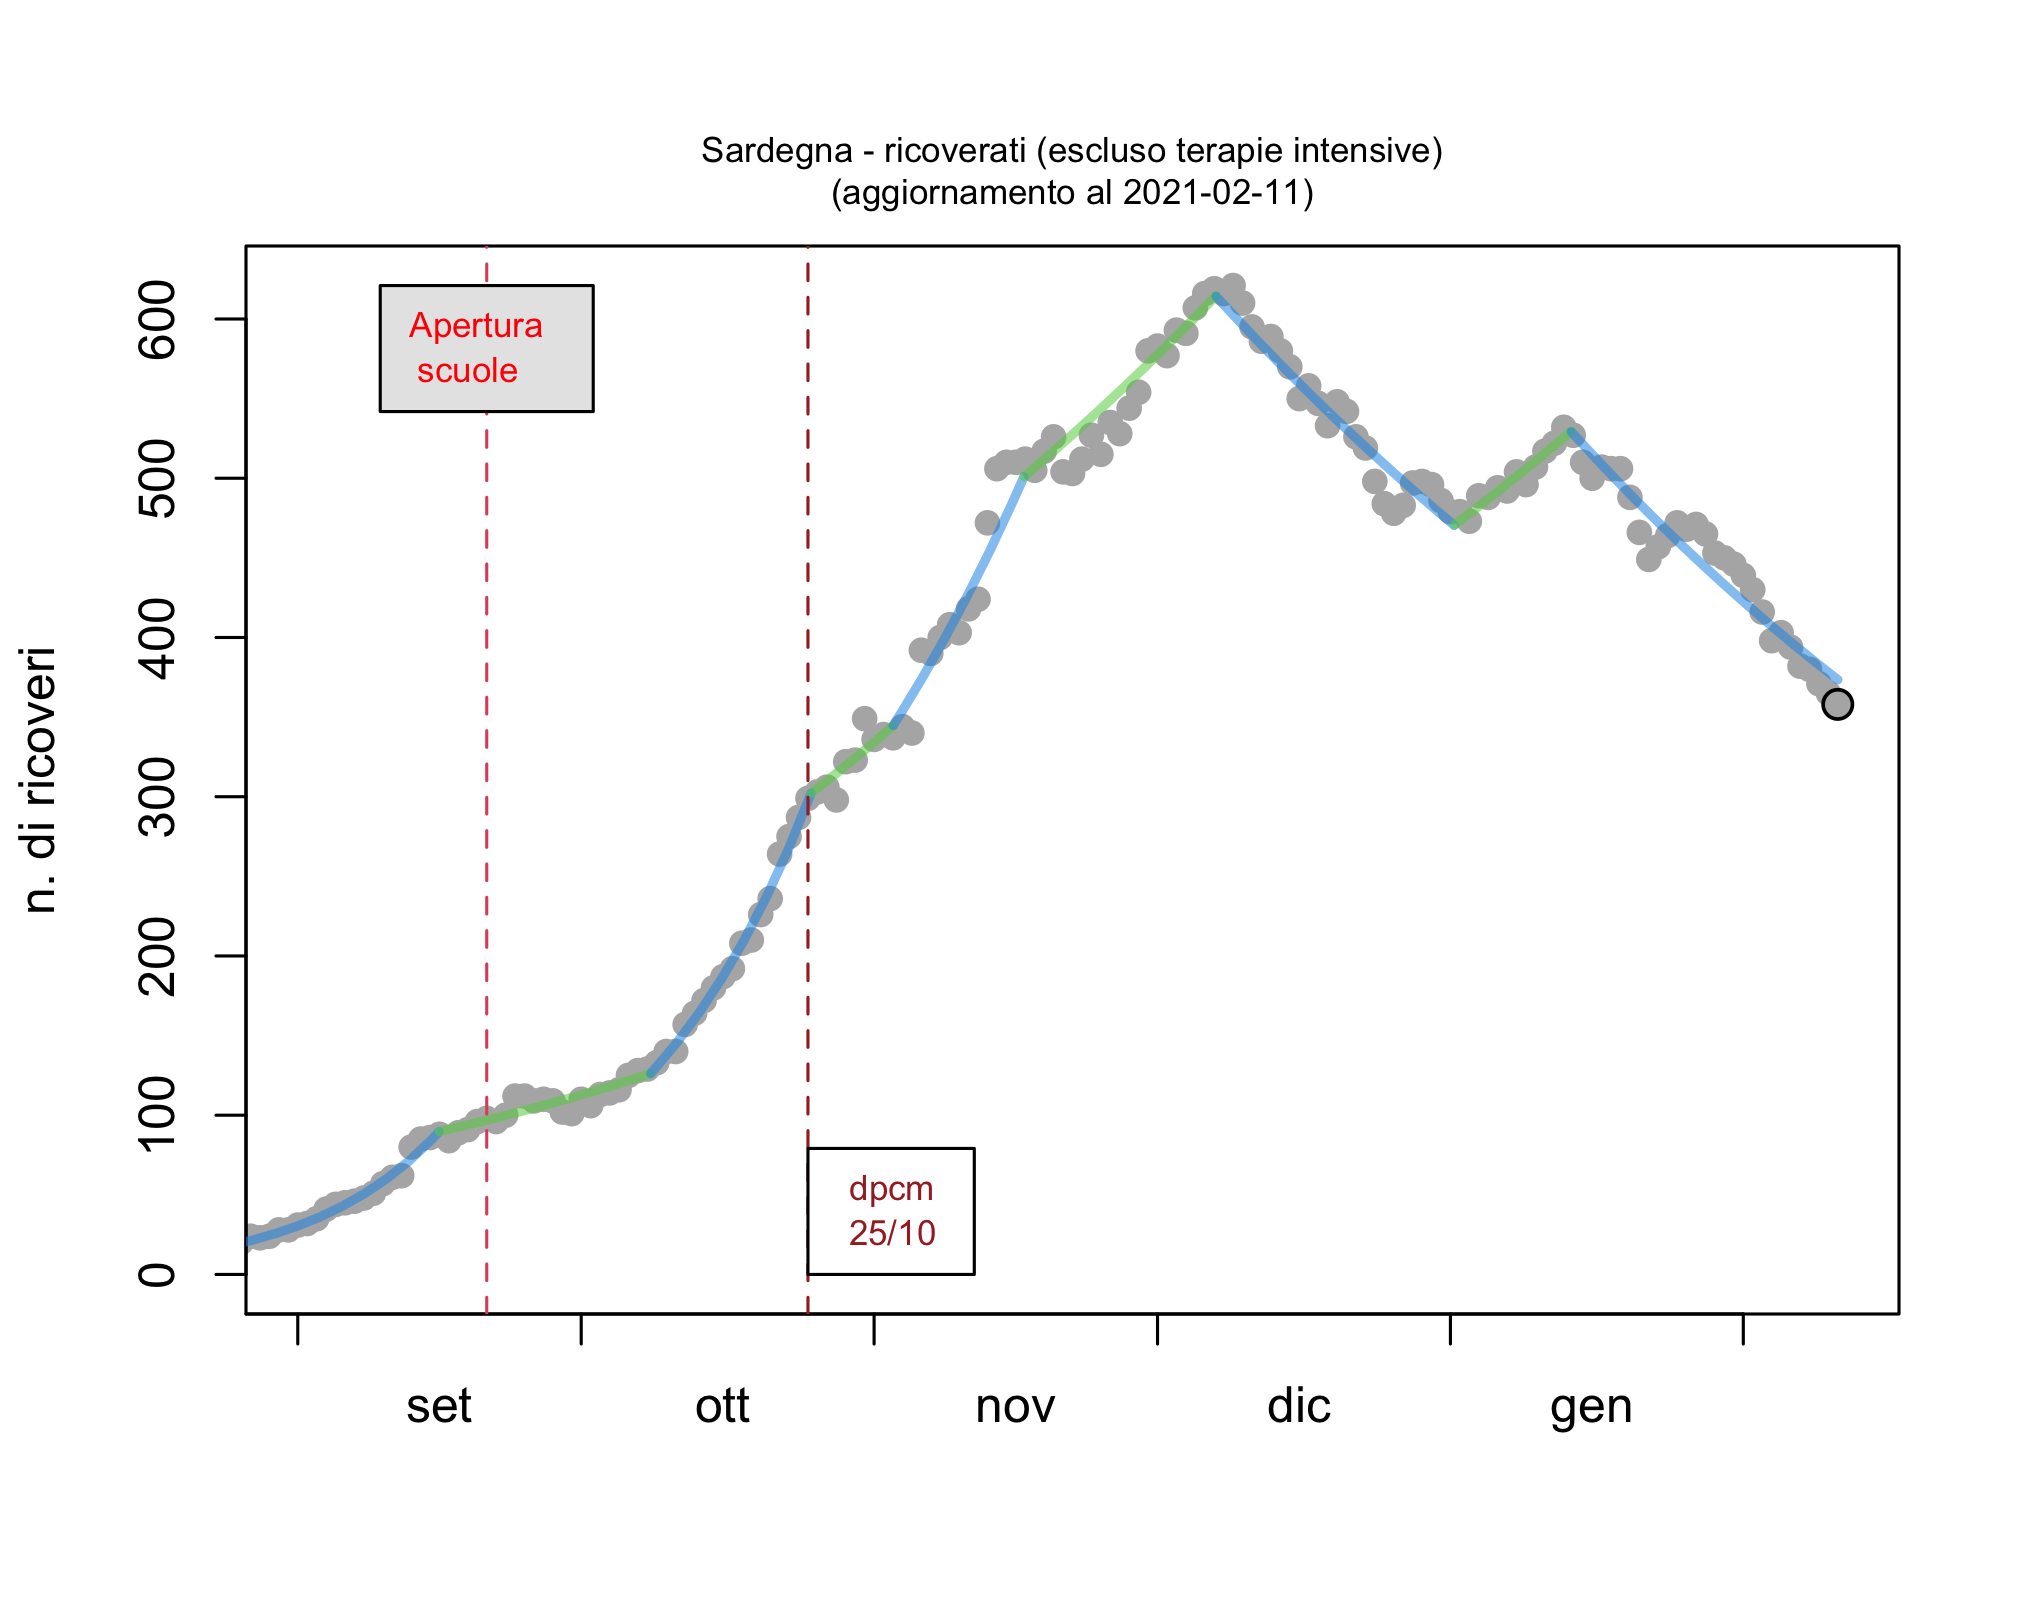 Sardegna - ricoverati (escluso terapie intensive)
(aggiornamento al 2021-02-11)
n. di ricoveri
600
500
400
300
200
100
0
Apertura
scuole
dpcm
25/10
set
ott
nov
dic
gen